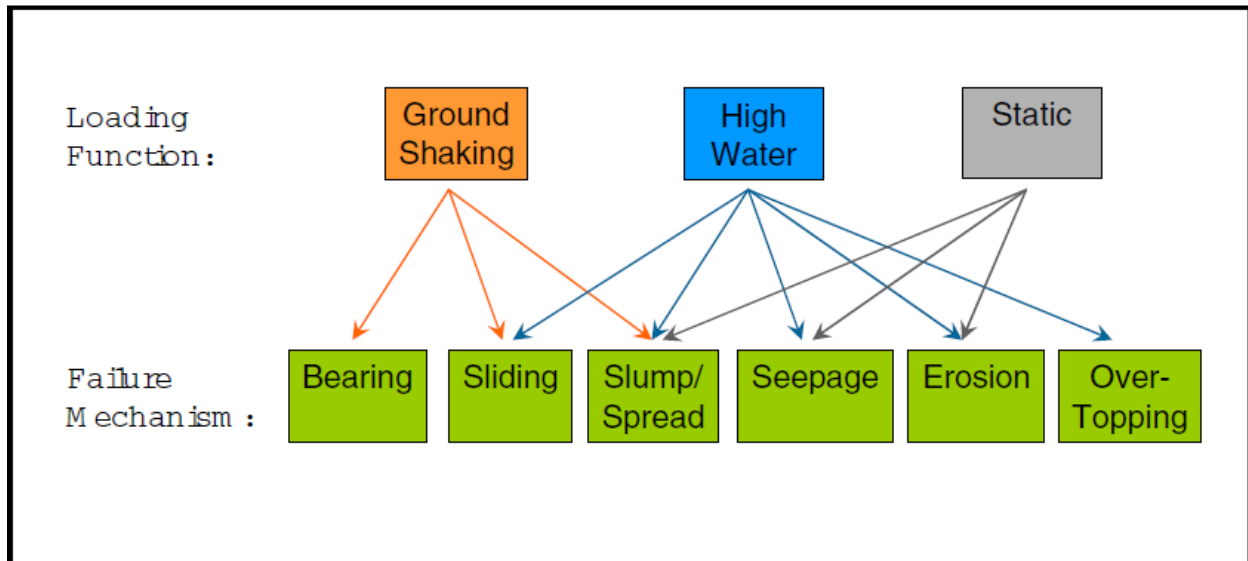 Loading
Function:
Ground
Shaking
High
Water
Static
Failure
Mechanism:
Bearing
Sliding
Slump/
Spread
Seepage
Erosion
Over-
Topping